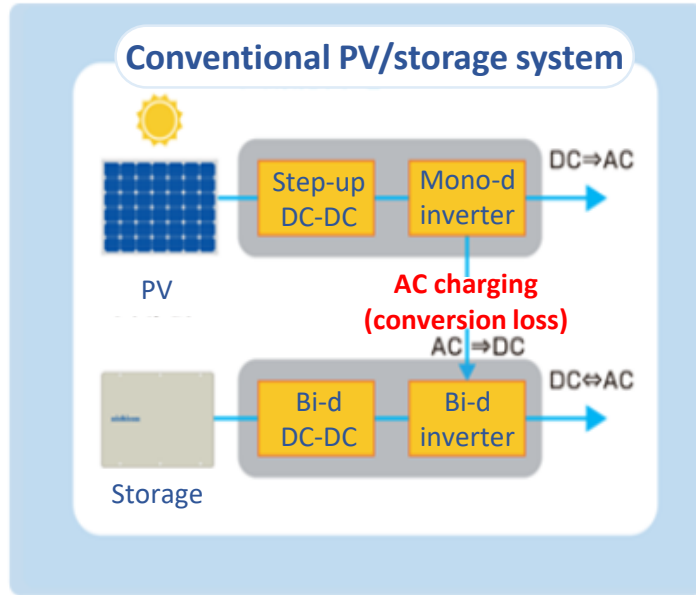 Conventional PV/storage system
DC⇒AC
Step-up
DC-DC
Mono-d
inverter
PV
AC charging
(conversion loss)
AC ⇒DC
DC⇔AC
Bi-d
DC-DC
Bi-d
inverter
Storage